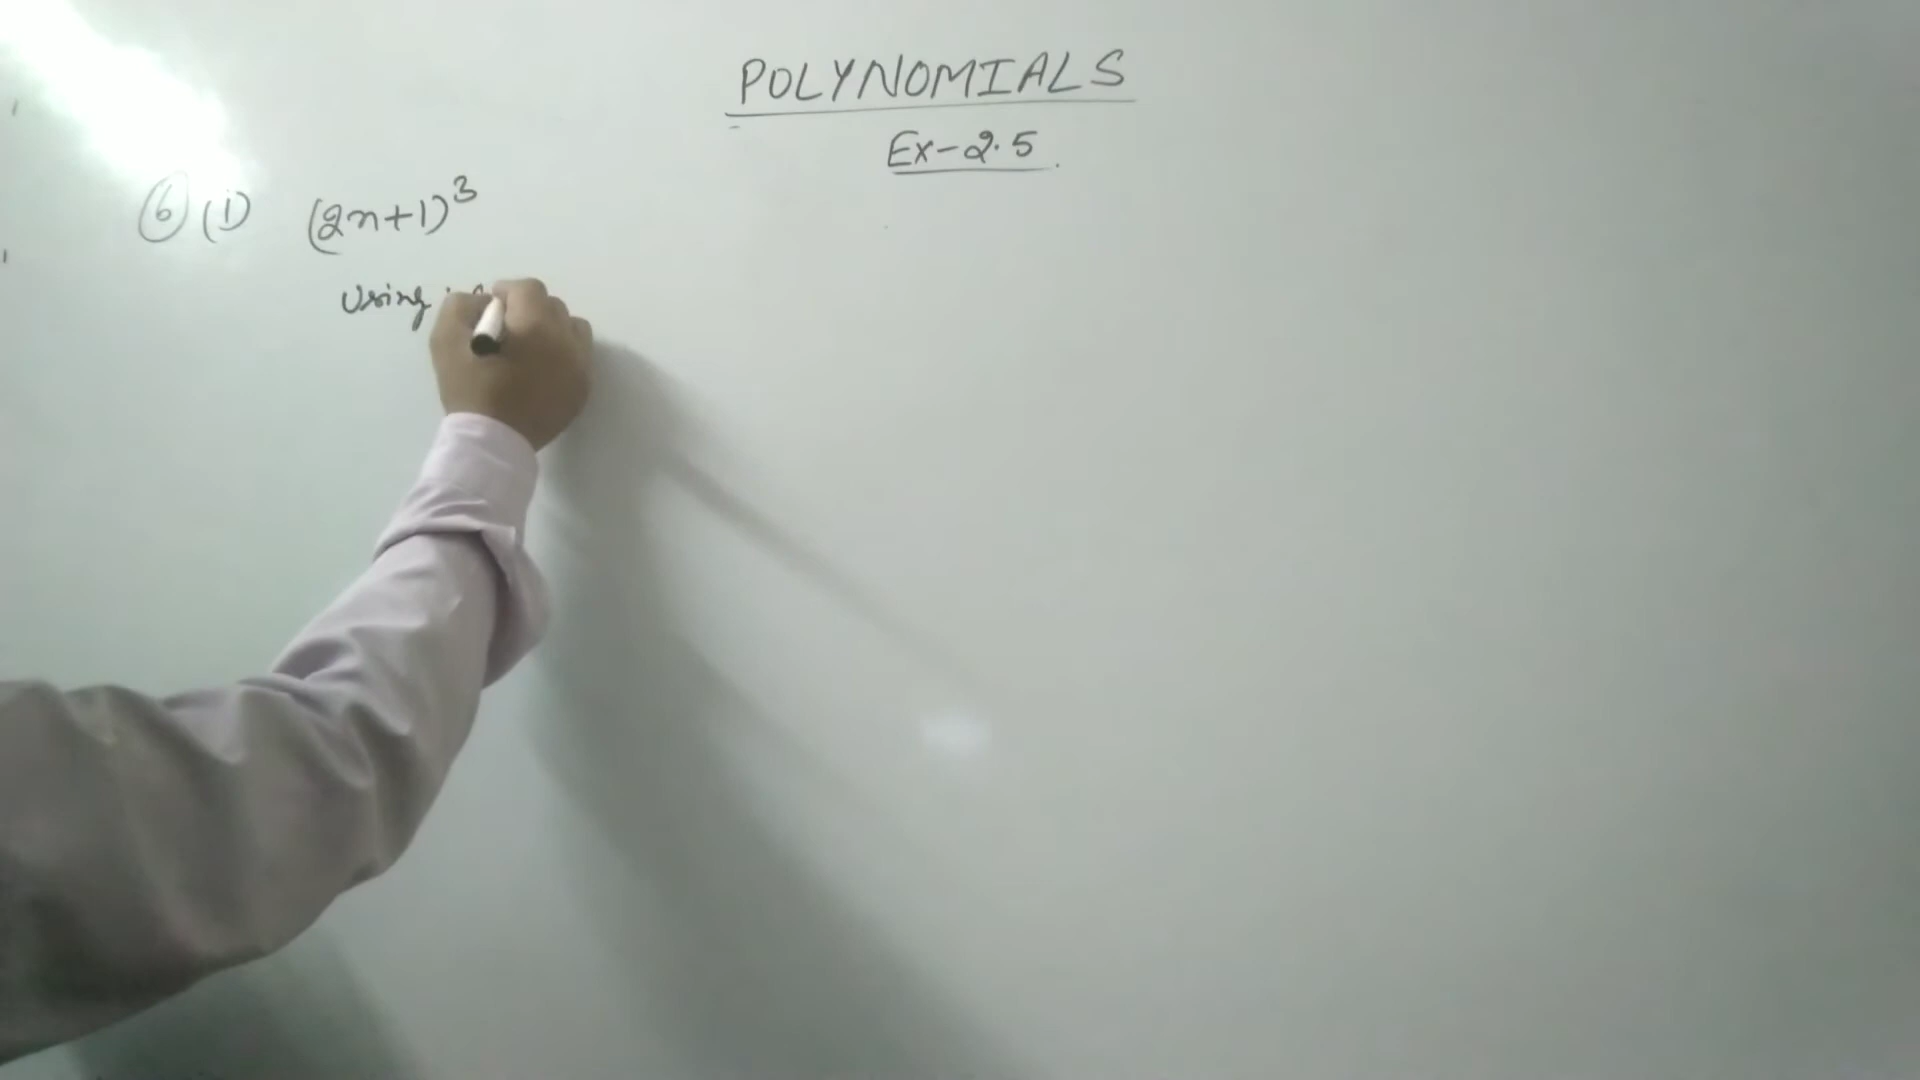 POLYNOMIALS
Ex-2.5
6 (i) (2x+1)³
Using